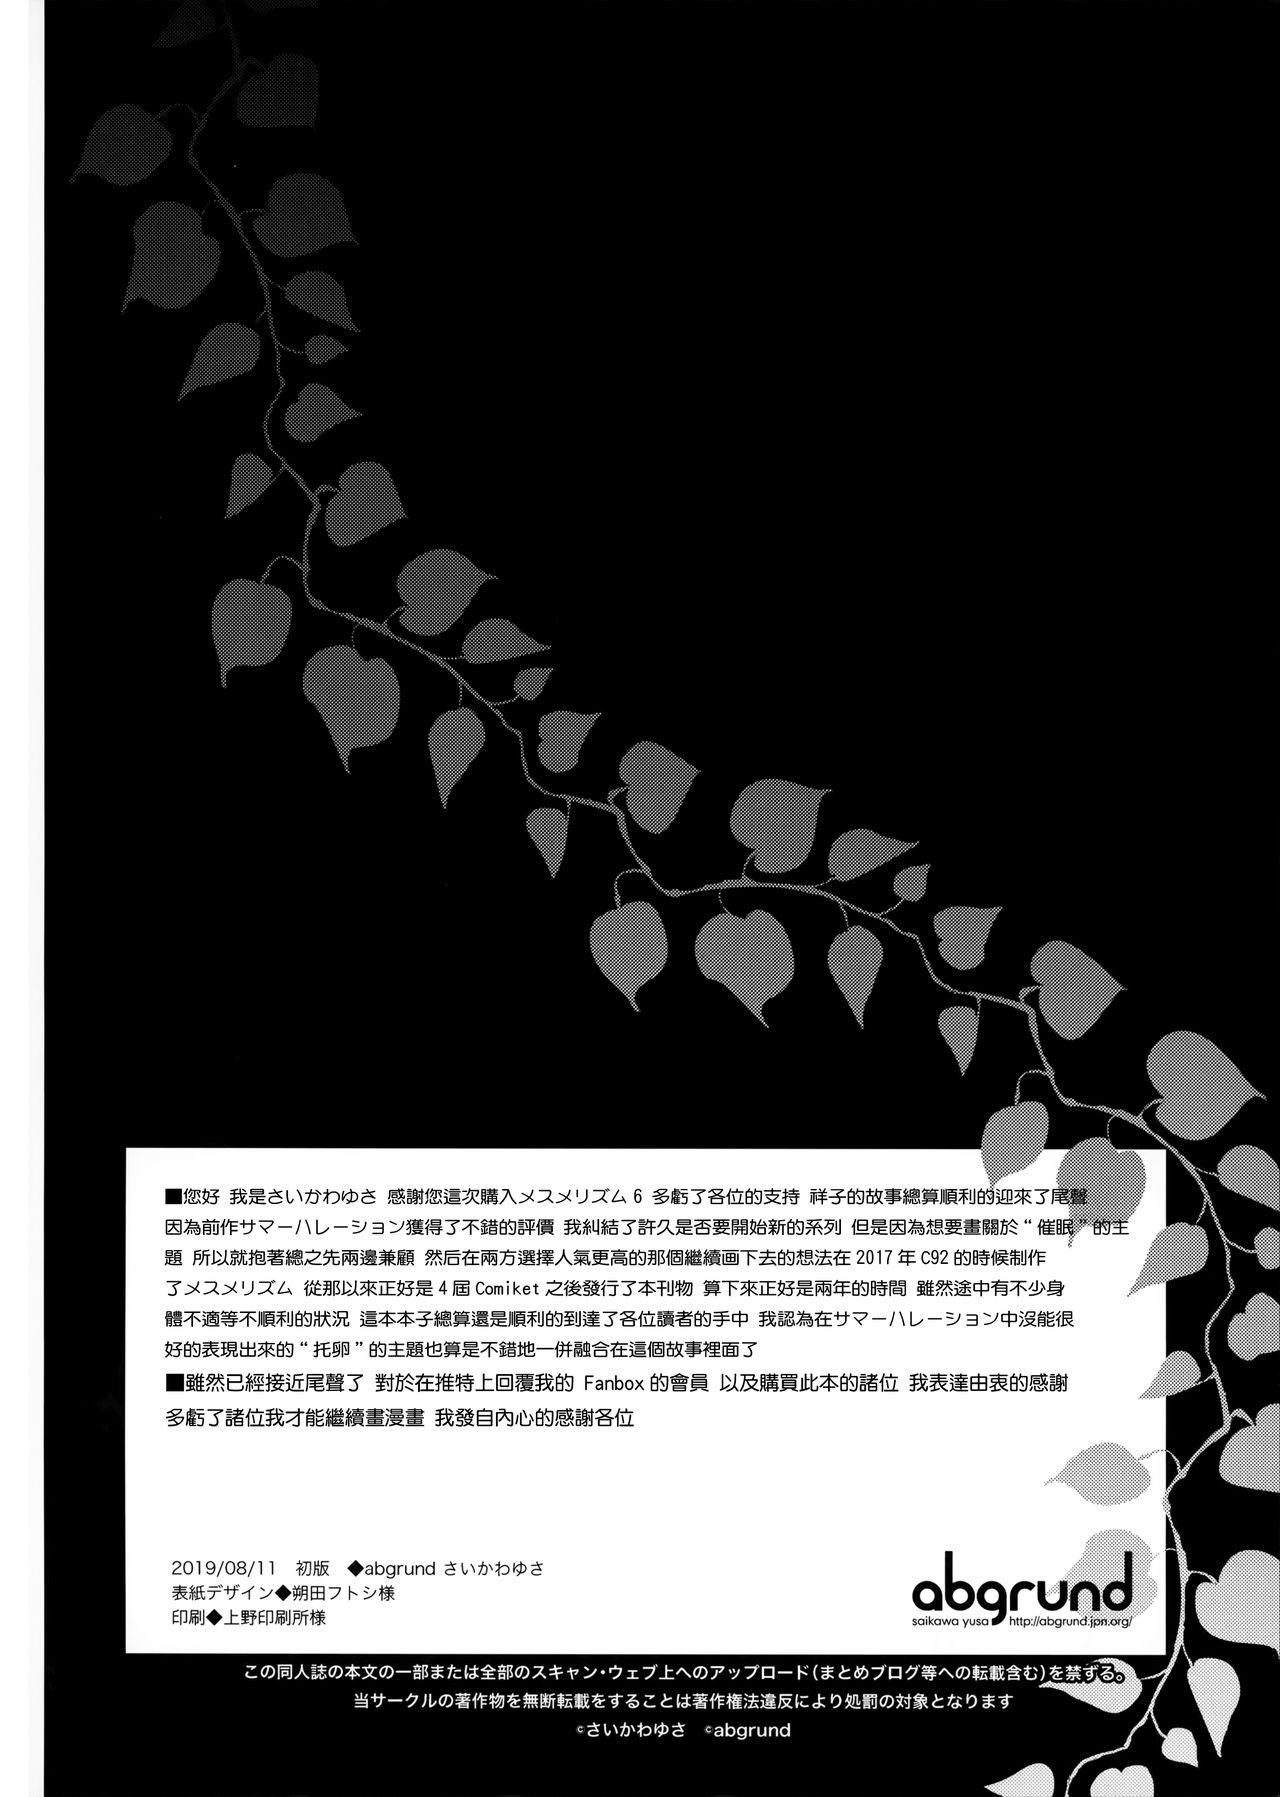 ■您好 我是さいかわゆさ 感謝您這次購入メスメリズム6 多虧了各位的支持 祥子的故事總算順利的迎來了尾聲
因為前作サマーハレーション獲得了不錯的評價 我糾結了許久是否要開始新的系列 但是因為想要畫關於“催眠”的主
題 所以就抱著總之先兩邊兼顧 然后在兩方選擇人氣更高的那個繼續画下去的想法在 2017 年 C92 的時候制作
了メスメリズム 從那以來正好是 4 屆 Comiket 之後發行了本刊物 算下來正好是兩年的時間 雖然途中有不少身
體不適等不順利的狀況 這本本子總算還是順利的到達了各位讀者的手中 我認為在サマーハレーション中沒能很
好的表現出來的“托卵”的主題也算是不錯地一併融合在這個故事裡面了
■雖然已經接近尾聲了 對於在推特上回覆我的 Fanbox 的會員 以及購買此本的諸位 我表達由衷的感謝
多虧了諸位我才能繼續畫漫畫 我發自內心的感謝各位
2019/08/11 初版 ◆abgrund さいかわゆさ
表紙デザイン◆朔田フトシ様
印刷◆上野印刷所様
abgrund
saikawa yusa http://abgrund.jpn.org/
この同人誌の本文の一部または全部のスキャン・ウェブ上へのアップロード(まとめブログ等への転載含む)を禁ずる。
当サークルの著作物を無断転載をすることは著作権法違反により処罰の対象となります
©さいかわゆさ ©abgrund